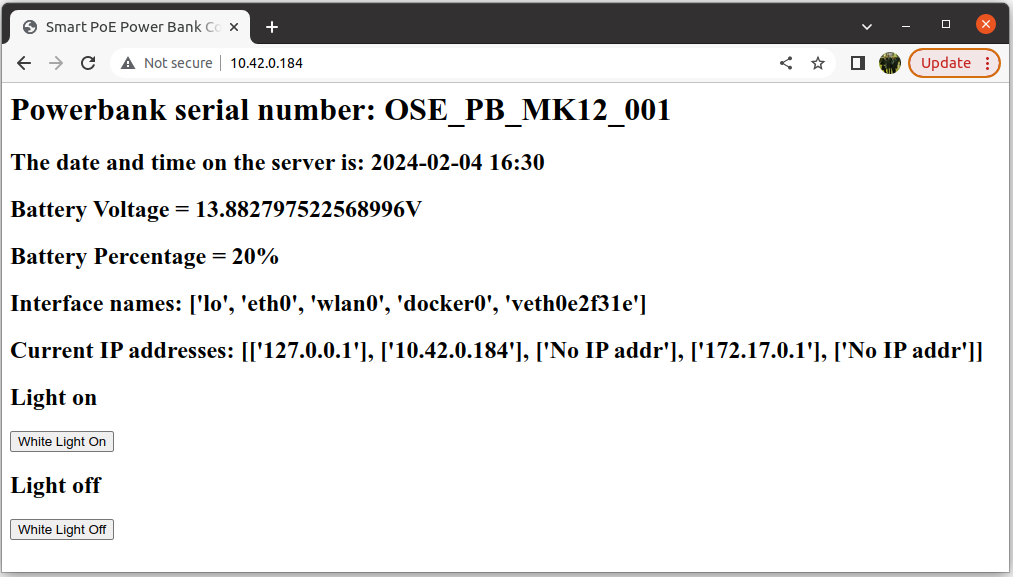 Smart PoE Power Bank Co
Not secure
10.42.0.184
Update
Powerbank serial number: OSE_PB_MK12_001
The date and time on the server is: 2024-02-04 16:30
Battery Voltage = 13.882797522568996V
Battery Percentage = 20%
Interface names: ['lo', 'eth0', 'wlan0', 'docker0', 'veth0e2f31e']
Current IP addresses: [['127.0.0.1'], ['10.42.0.184'], ['No IP addr'], ['172.17.0.1'], ['No IP addr']]
Light on
White Light On
Light off
White Light Off